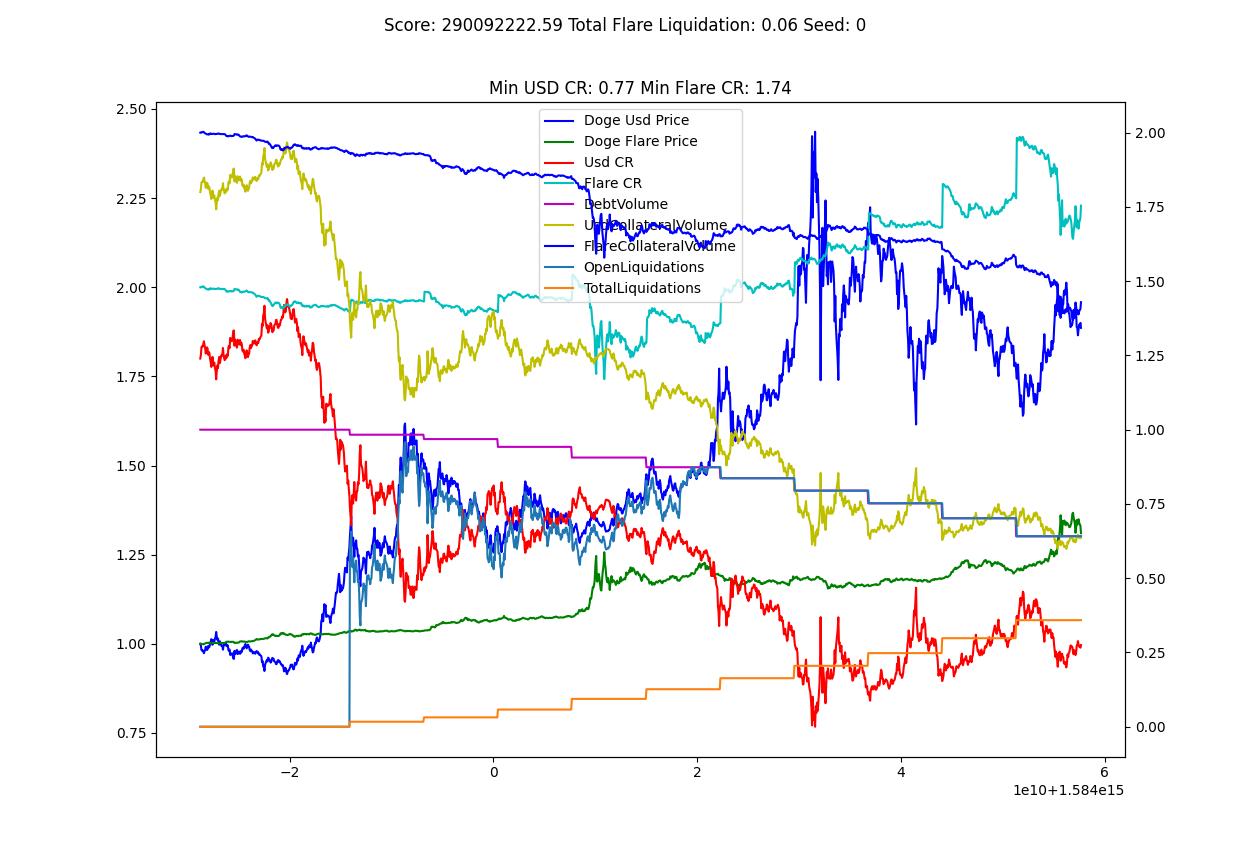 Score: 290092222.59 Total Flare Liquidation: 0.06 Seed: 0
Min USD CR: 0.77 Min Flare CR: 1.74
2.50
2.25
2.00
1.75
1.50
1.25
1.00
0.75
Doge Usd Price
Doge Flare Price
Usd CR
Flare CR
DebtVolume
UsdCollateralVolume
FlareCollateralVolume
OpenLiquidations
TotalLiquidations
2.00
1.75
1.50
1.25
1.00
0.75
0.50
0.25
0.00
−2 0 2 4 6
1e10+1.584e15